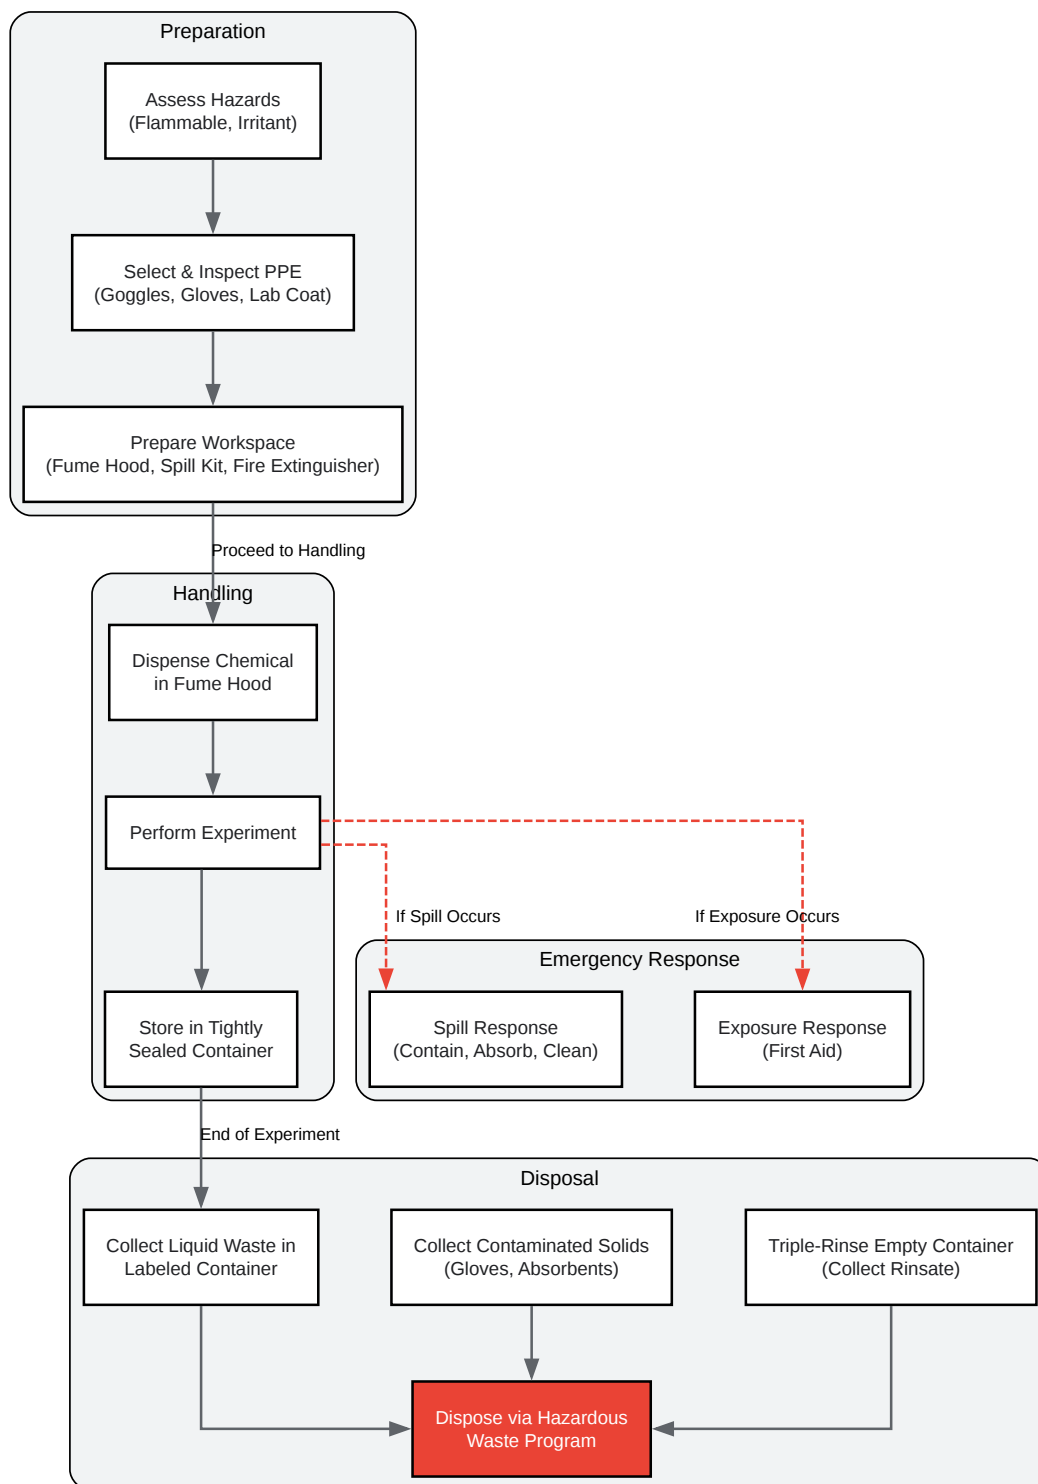 Preparation
Assess Hazards
(Flammable, Irritant)
Select & Inspect PPE
(Goggles, Gloves, Lab Coat)
Prepare Workspace
(Fume Hood, Spill Kit, Fire Extinguisher)
Proceed to Handling
Handling
Dispense Chemical
in Fume Hood
Perform Experiment
If Spill Occurs
If Exposure Occurs
Emergency Response
Store in Tightly
Sealed Container
Spill Response
(Contain, Absorb, Clean)
Exposure Response
(First Aid)
End of Experiment
Disposal
Collect Liquid Waste in
Labeled Container
Collect Contaminated Solids
(Gloves, Absorbents)
Triple-Rinse Empty Container
(Collect Rinsate)
Dispose via Hazardous
Waste Program